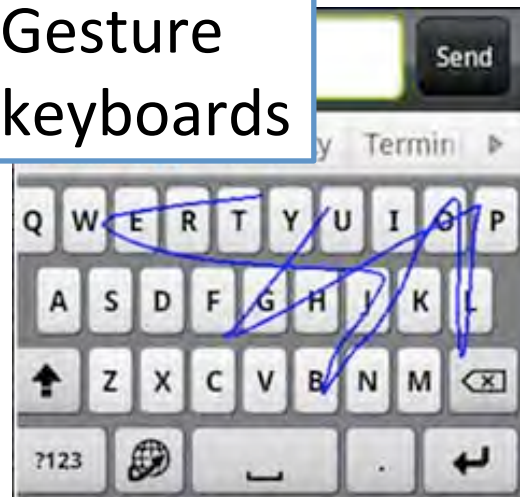 Gesture
keyboards
Send
y Termin
Q W E R T Y U I O P
A S D F G H J K L
Z X C V B N M
?123 .